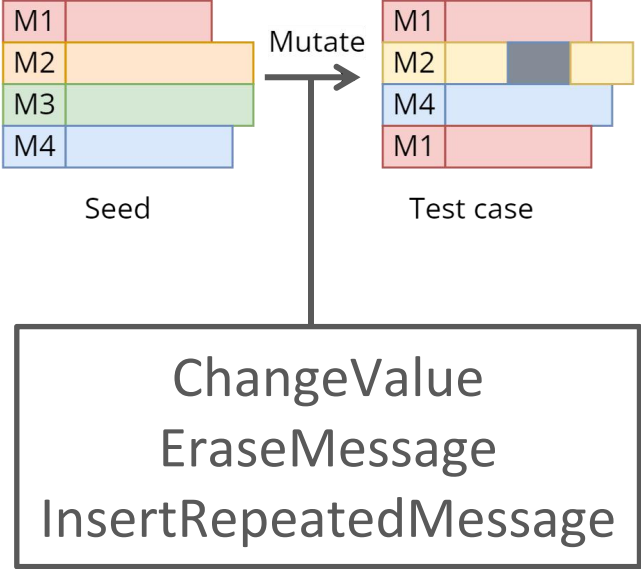 M1
M2
M3
M4
Seed
Mutate
M1
M2
M4
M1
Test case
ChangeValue
EraseMessage
InsertRepeatedMessage